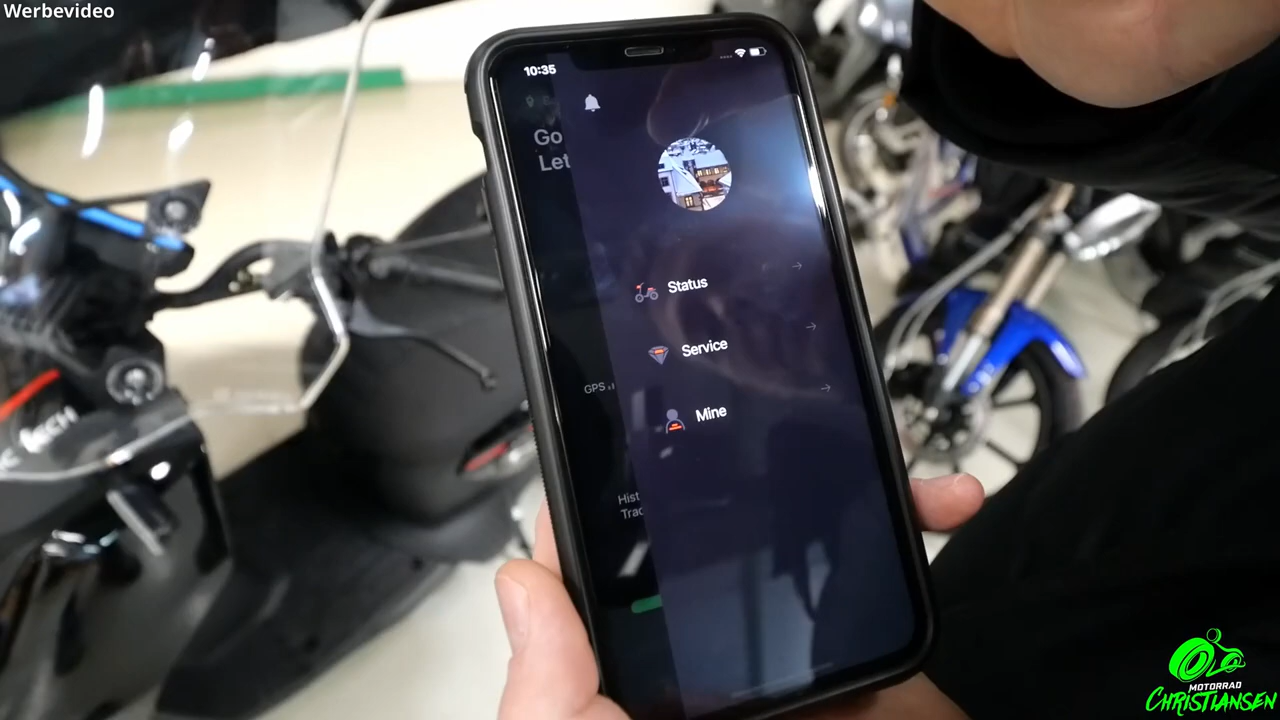 Werbevideo
10:35
Go
Let
Status
Service
GPS
Mine
Hist
Trac
MOTORRAD
CHRISTIANSEN